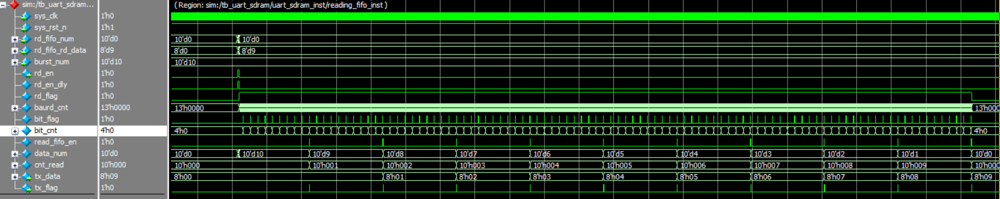 sim:/tb_uart_sdram... (Region: sim:/tb_uart_sdram/uart_sdram_inst/reading_fifo_inst)
sys_clk 1'h0
sys_rst_n 1'h1
rd_fifo_num 10'd0 10'd0 10'd0
rd_fifo_rd_data 8'd9 8'd0 8'd9
burst_num 10'd10 10'd10
rd_en 1'h0
rd_en_dly 1'h0
rd_flag 1'h0
baurd_cnt 13'h0000 13'h0000 13'h000
bit_flag 1'h0
bit_cnt 4'h0 4'h0 4'h0
read_fifo_en 1'h0
data_num 10'd0 10'd0 10'd10 10'd9 10'd8 10'd7 10'd6 10'd5 10'd4 10'd3 10'd2 10'd1 10'd0
cnt_read 10'h000 10'h000 10'h001 10'h002 10'h003 10'h004 10'h005 10'h006 10'h007 10'h008 10'h009 10'h000
tx_data 8'h09 8'h00 8'h01 8'h02 8'h03 8'h04 8'h05 8'h06 8'h07 8'h08 8'h09
tx_flag 1'h0